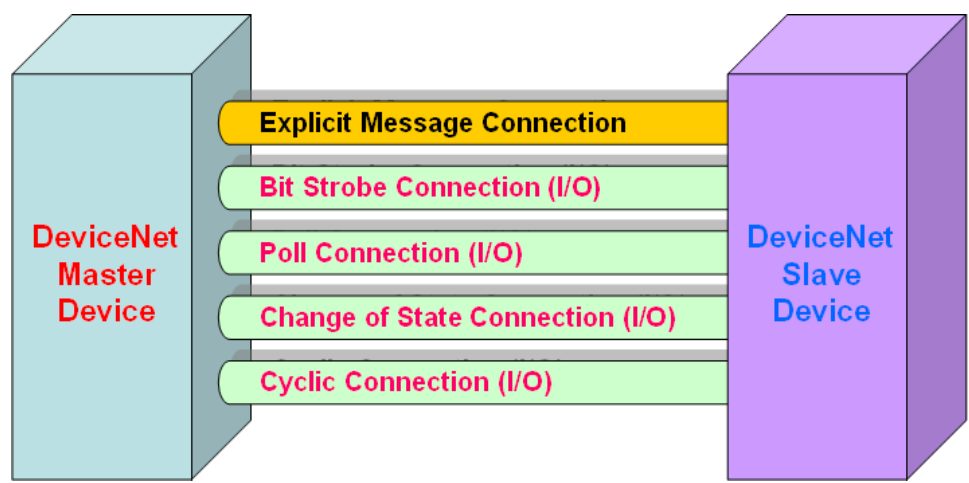 Explicit Message Connection
Bit Strobe Connection (I/O)
Poll Connection (I/O)
Change of State Connection (I/O)
Cyclic Connection (I/O)
DeviceNet
Master
Device
DeviceNet
Slave
Device